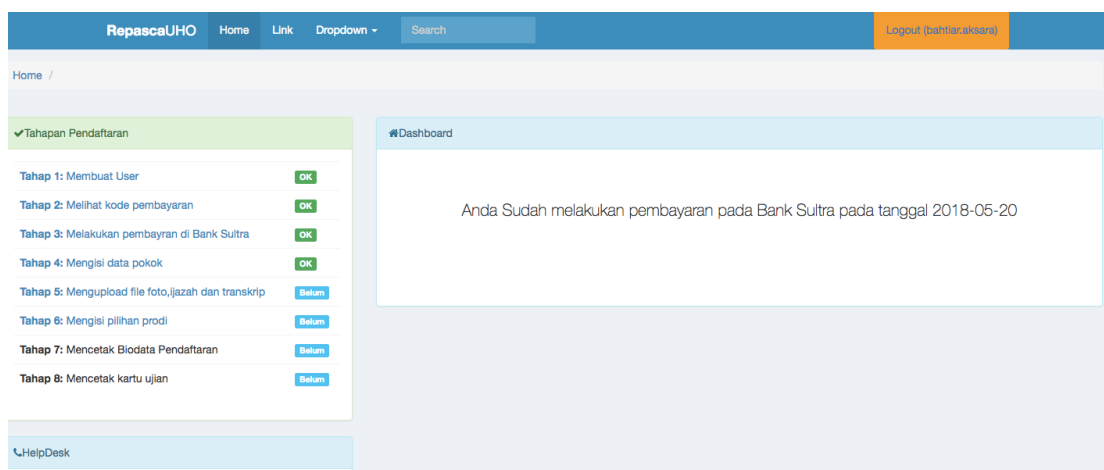 RepascaUHO Home Link Dropdown Search Logout (bahtiar.aksara)
Home /
Tahapan Pendaftaran
Tahap 1: Membuat User OK
Tahap 2: Melihat kode pembayaran OK
Tahap 3: Melakukan pembayran di Bank Sultra OK
Tahap 4: Mengisi data pokok OK
Tahap 5: Mengupload file foto,ijazah dan transkrip Belum
Tahap 6: Mengisi pilihan prodi Belum
Tahap 7: Mencetak Biodata Pendaftaran Belum
Tahap 8: Mencetak kartu ujian Belum
HelpDesk
Dashboard
Anda Sudah melakukan pembayaran pada Bank Sultra pada tanggal 2018-05-20